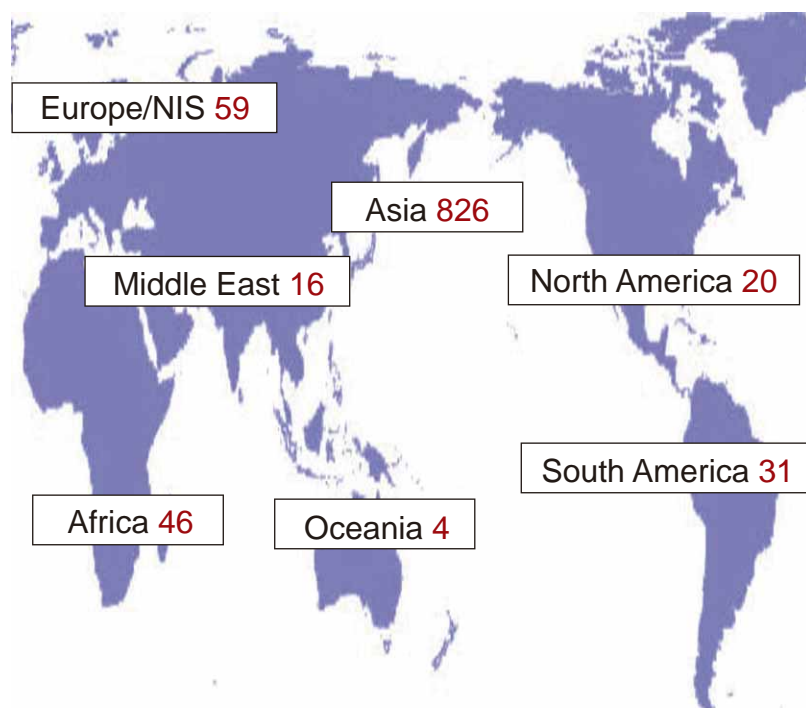 Europe/NIS 59
Asia 826
Middle East 16
North America 20
South America 31
Africa 46
Oceania 4